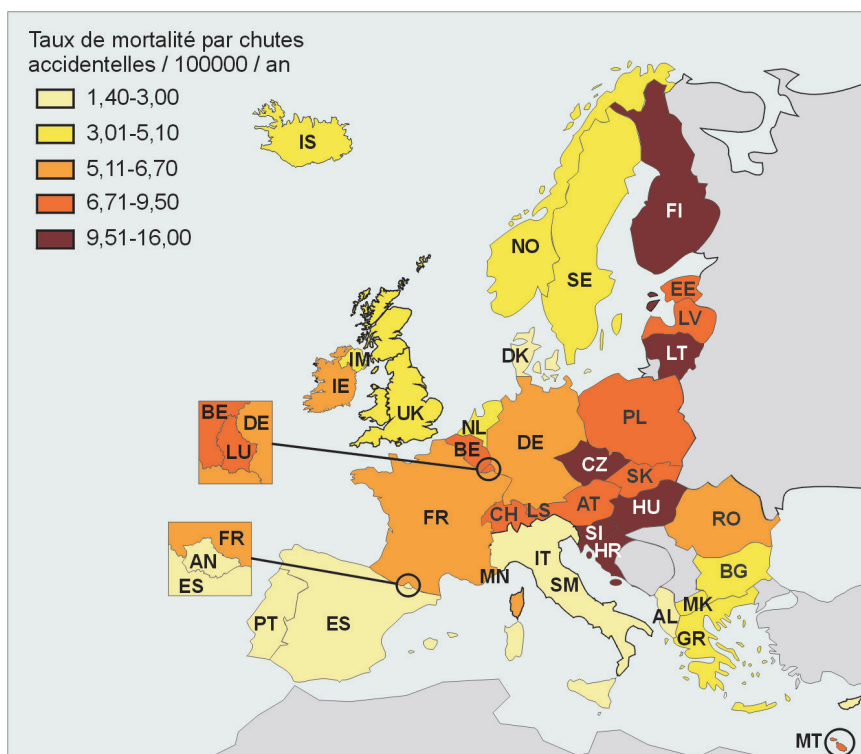 Taux de mortalité par chutes
accidentelles / 100000 / an
1,40-3,00
3,01-5,10
5,11-6,70
6,71-9,50
9,51-16,00
IS
FI
NO
SE
EE
LV
LT
DK
IM
IE
UK
NL
BE
DE
PL
BE
DE
LU
CZ
SK
FR
CH
LS
AT
HU
RO
SI
HR
FR
AN
ES
MN
IT
SM
BG
MK
AL
GR
PT
ES
MT